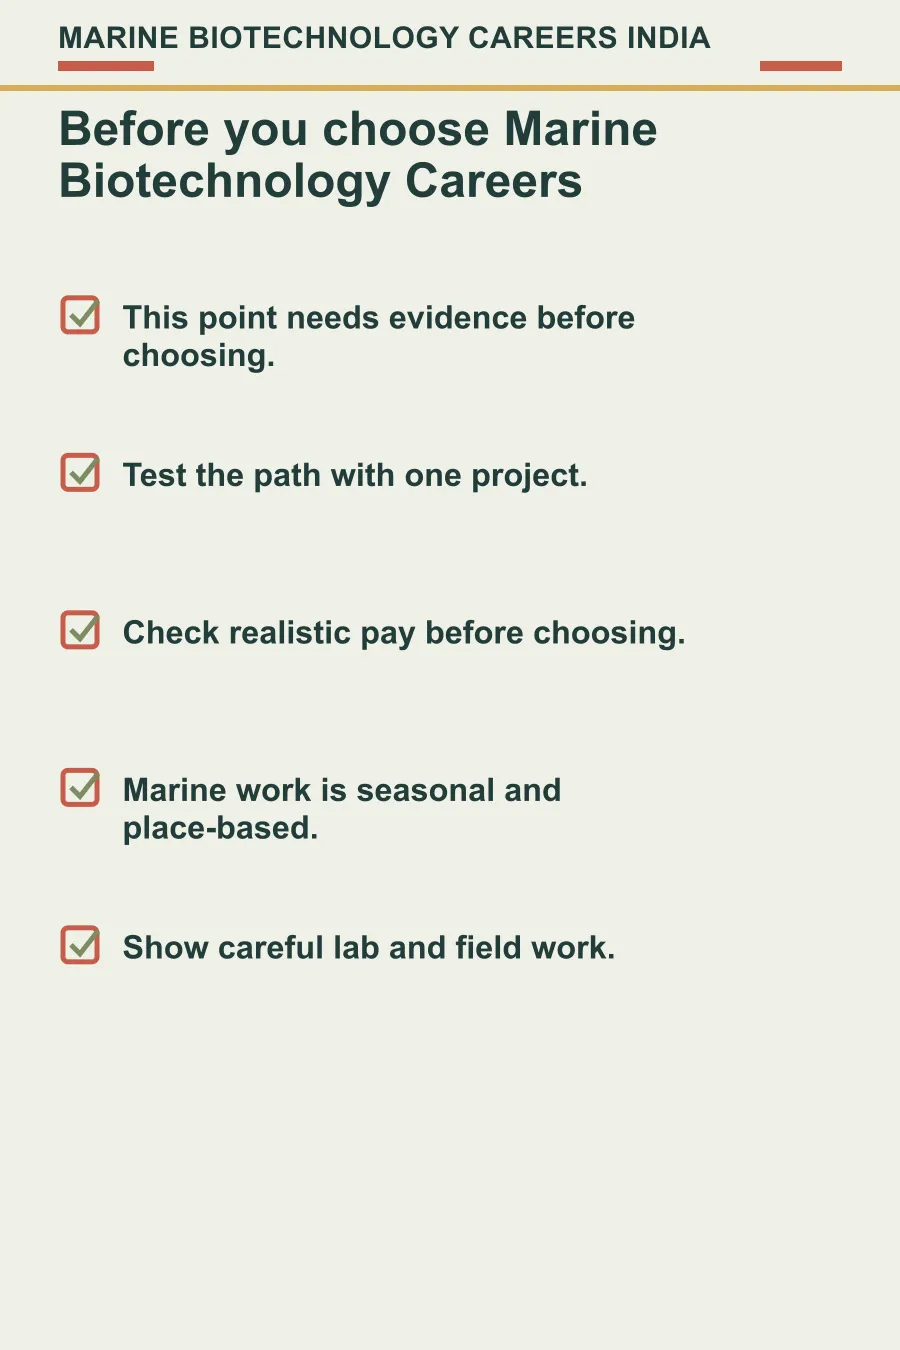 MARINE BIOTECHNOLOGY CAREERS INDIA
Before you choose Marine
Biotechnology Careers
This point needs evidence before
choosing.
Test the path with one project.
Check realistic pay before choosing.
Marine work is seasonal and
place-based.
Show careful lab and field work.